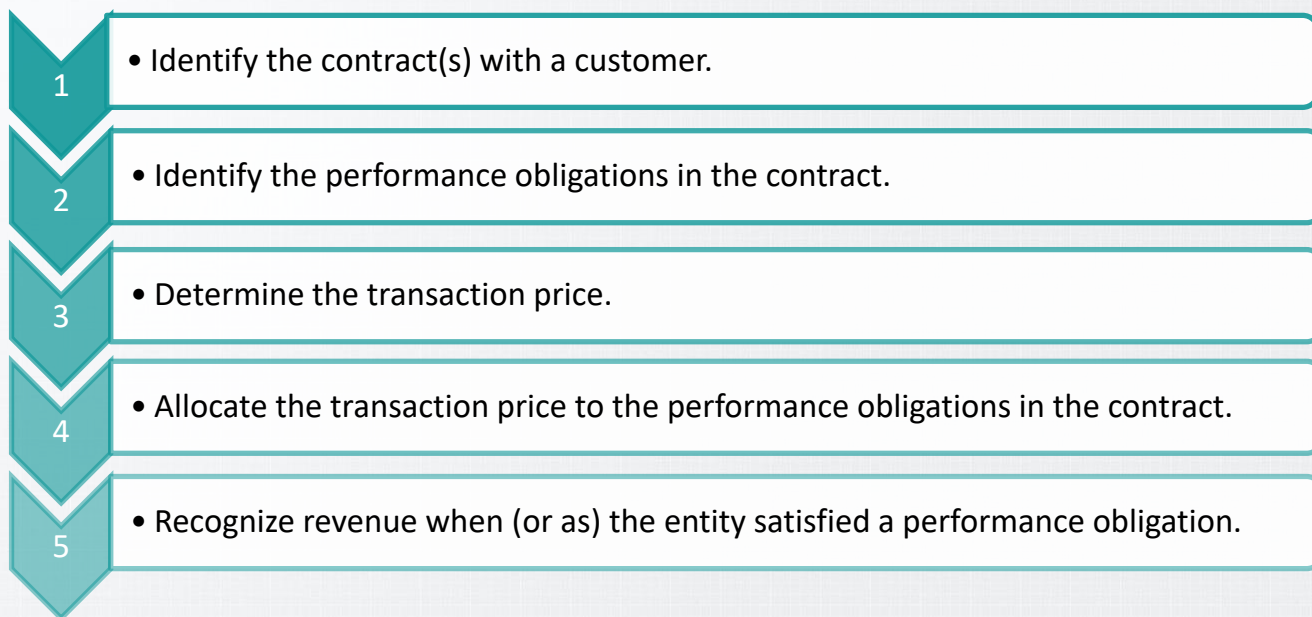 1
• Identify the contract(s) with a customer.
2
• Identify the performance obligations in the contract.
3
• Determine the transaction price.
4
• Allocate the transaction price to the performance obligations in the contract.
5
• Recognize revenue when (or as) the entity satisfied a performance obligation.